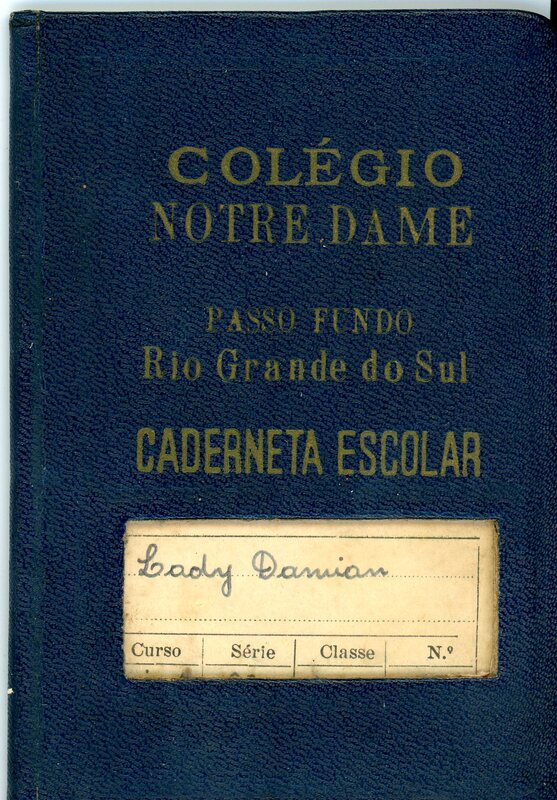 COLÉGIO
NOTRE DAME
PASSO FUNDO
Rio Grande do Sul
CADERNETA ESCOLAR
Lady Damian
Curso Série Classe N.º